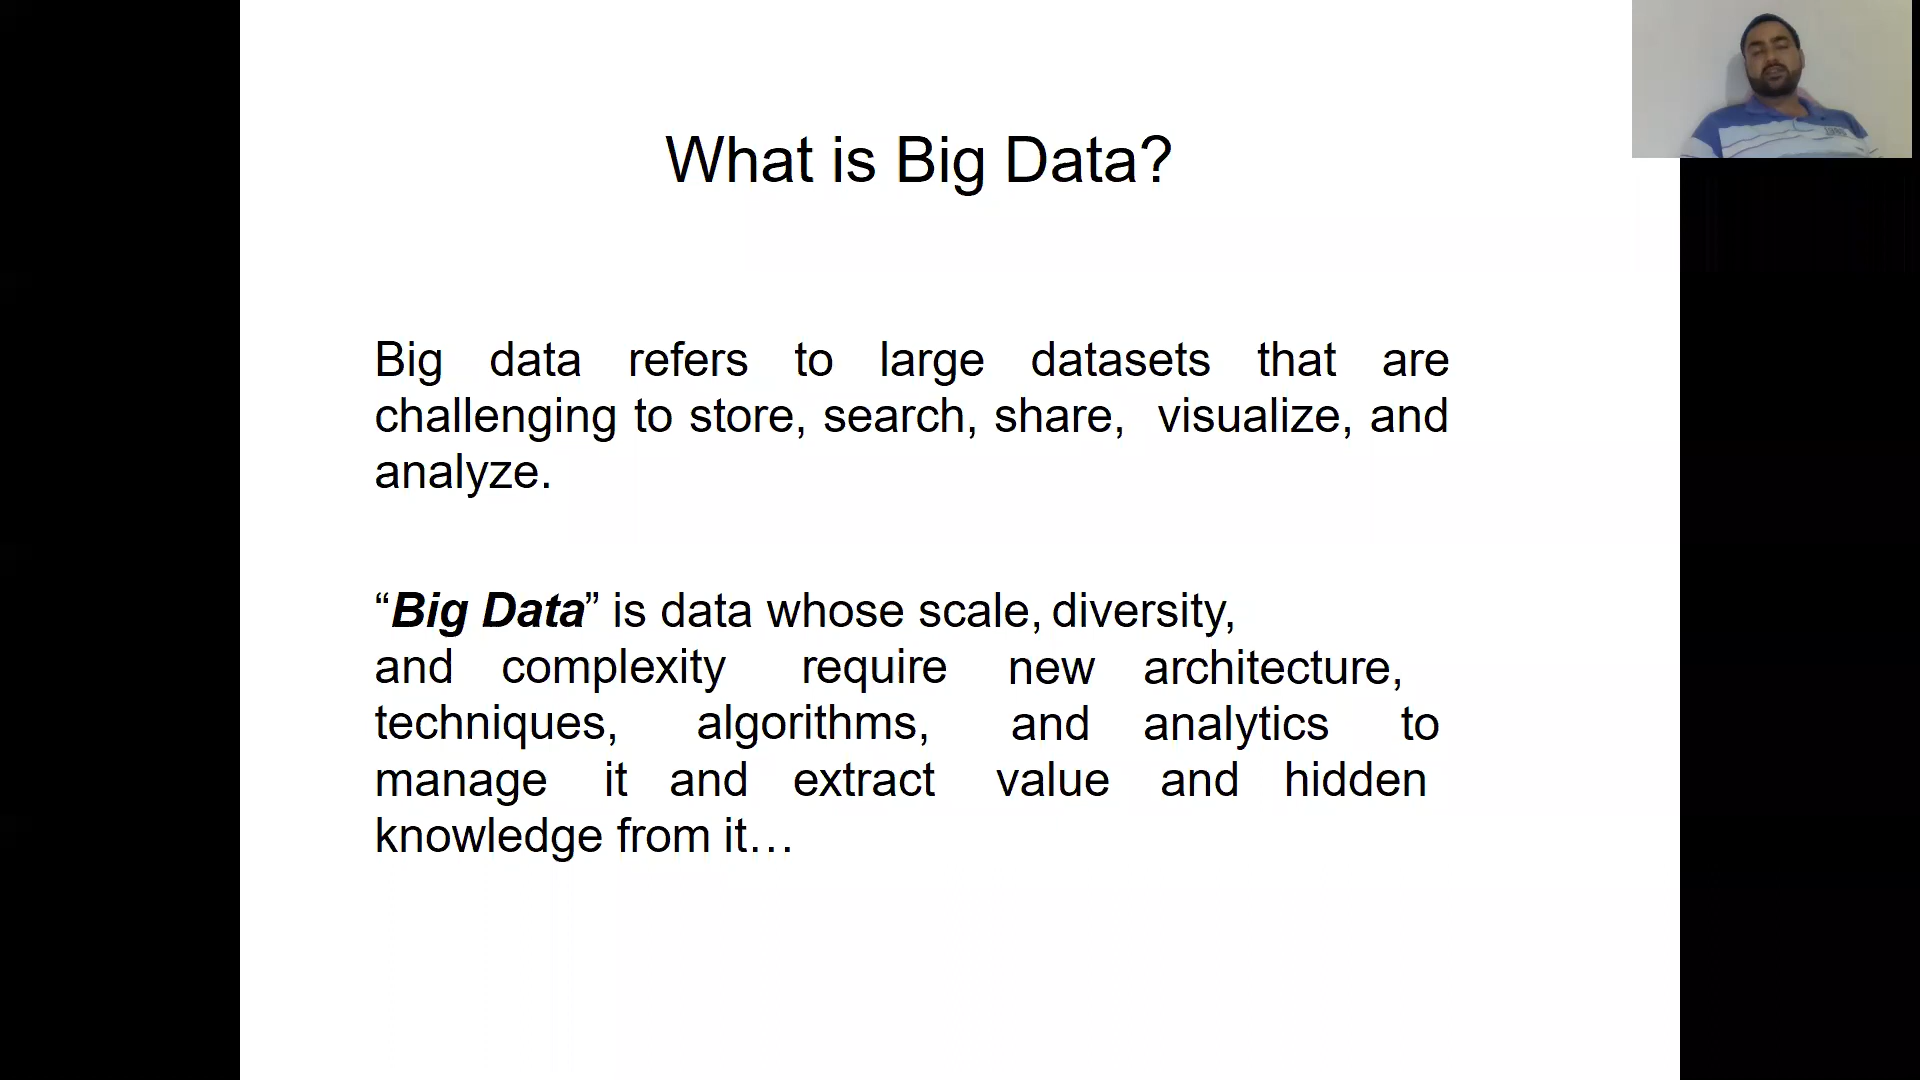 What is Big Data?
Big data refers to large datasets that are
challenging to store, search, share, visualize, and
analyze.
“Big Data” is data whose scale, diversity,
and complexity require new architecture,
techniques, algorithms, and analytics to
manage it and extract value and hidden
knowledge from it…